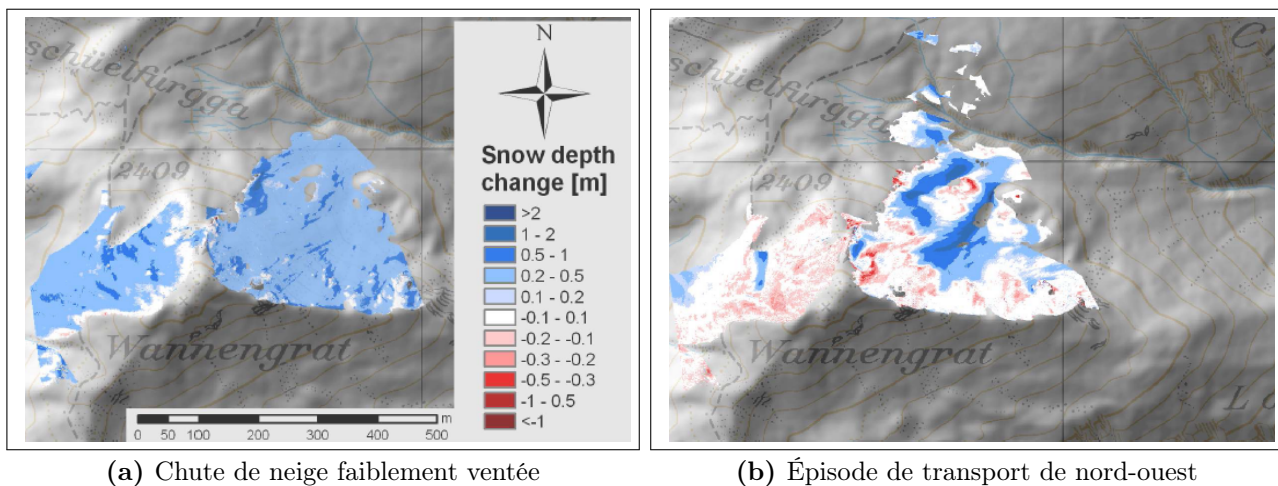 schüelfurgga
2409
Wannengrat
N
Snow depth
change [m]
>2
1 - 2
0.5 - 1
0.2 - 0.5
0.1 - 0.2
-0.1 - 0.1
-0.2 - -0.1
-0.3 - -0.2
-0.5 - -0.3
-1 - 0.5
<-1
m
0 50 100 200 300 400 500
schüelfurgga
2409
Wannengrat
C
L o
(a) Chute de neige faiblement ventée
(b) Épisode de transport de nord-ouest